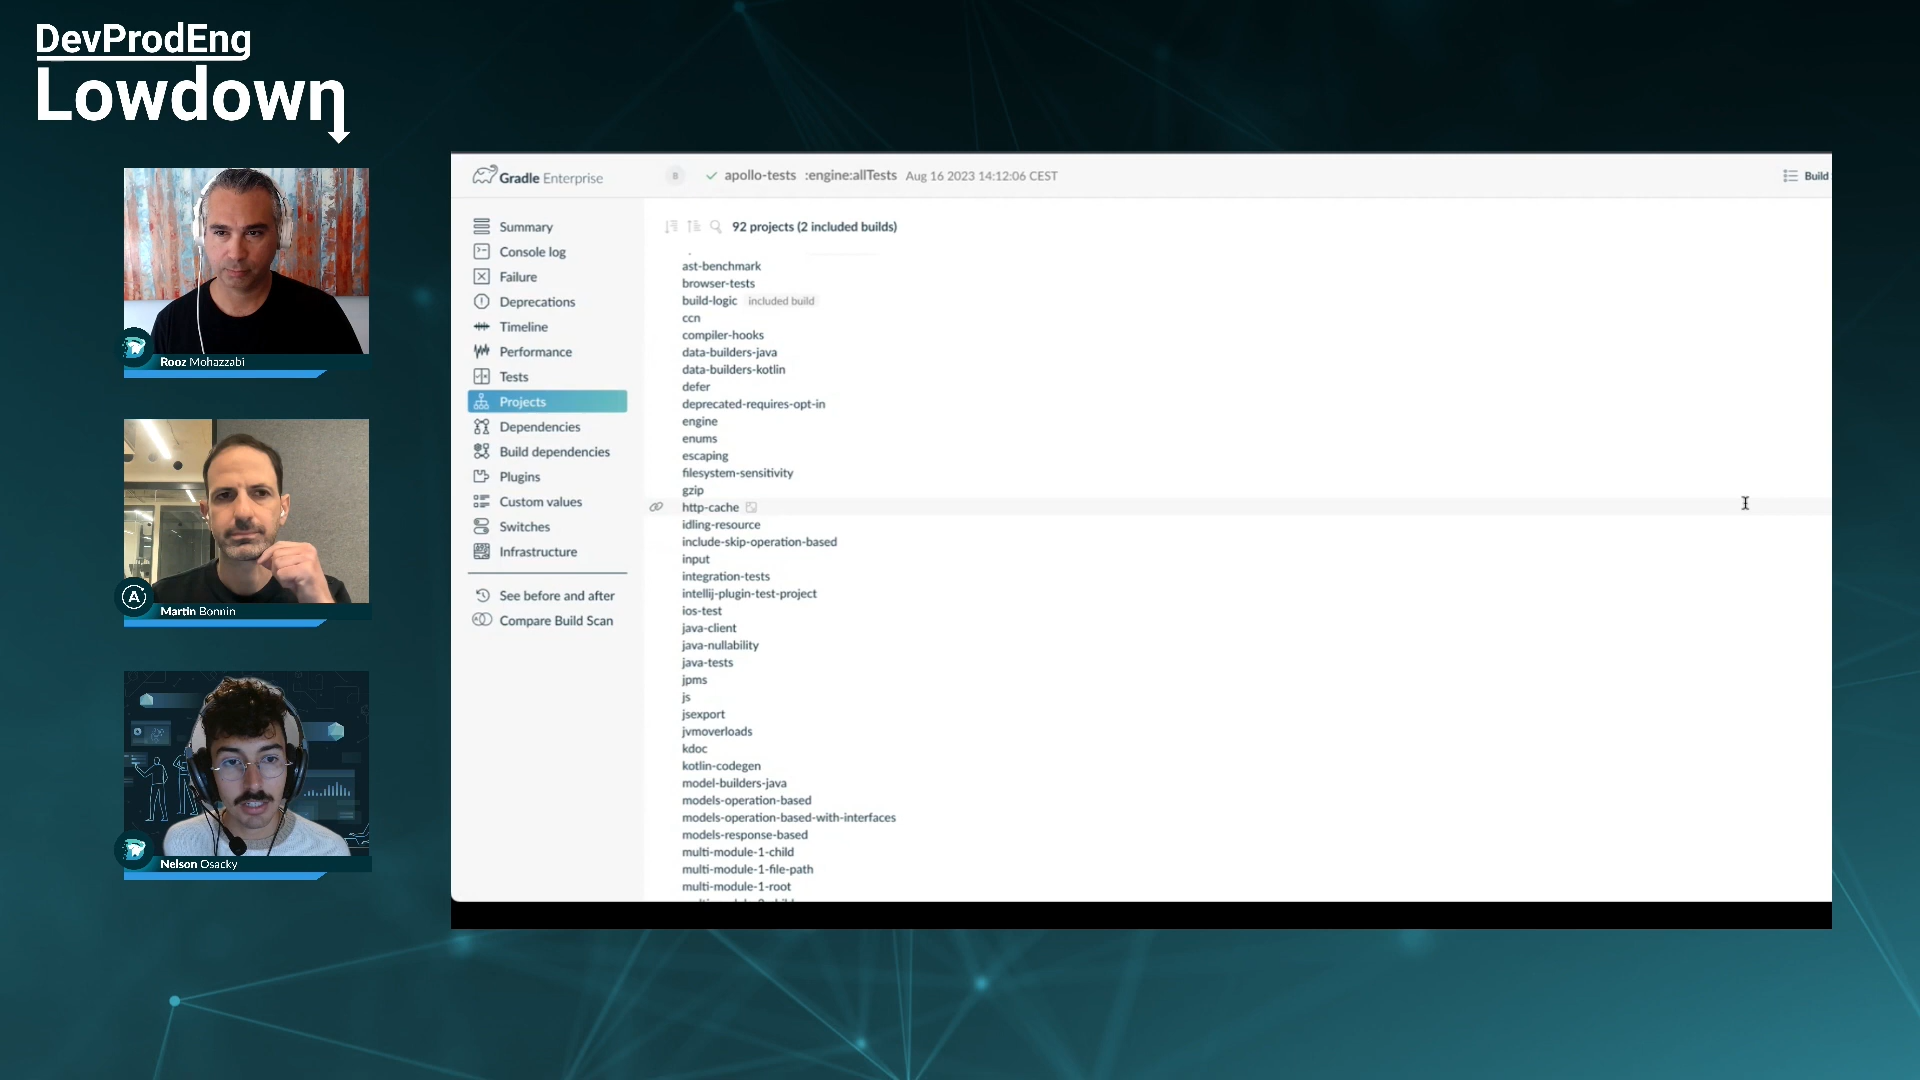 DevProdEng
Lowdown
Rooz Mohazzabi
Martin Bonnin
Nelson Osacky
Gradle Enterprise
B
apollo-tests :engine:allTests Aug 16 2023 14:12:06 CEST
Build
Summary
Console log
Failure
Deprecations
Timeline
Performance
Tests
Projects
Dependencies
Build dependencies
Plugins
Custom values
Switches
Infrastructure
See before and after
Compare Build Scan
92 projects (2 included builds)
ast-benchmark
browser-tests
build-logic included build
ccn
compiler-hooks
data-builders-java
data-builders-kotlin
defer
deprecated-requires-opt-in
engine
enums
escaping
filesystem-sensitivity
gzip
http-cache
idling-resource
include-skip-operation-based
input
integration-tests
intellij-plugin-test-project
ios-test
java-client
java-nullability
java-tests
jpms
js
jsexport
jvmoverloads
kdoc
kotlin-codegen
model-builders-java
models-operation-based
models-operation-based-with-interfaces
models-response-based
multi-module-1-child
multi-module-1-file-path
multi-module-1-root